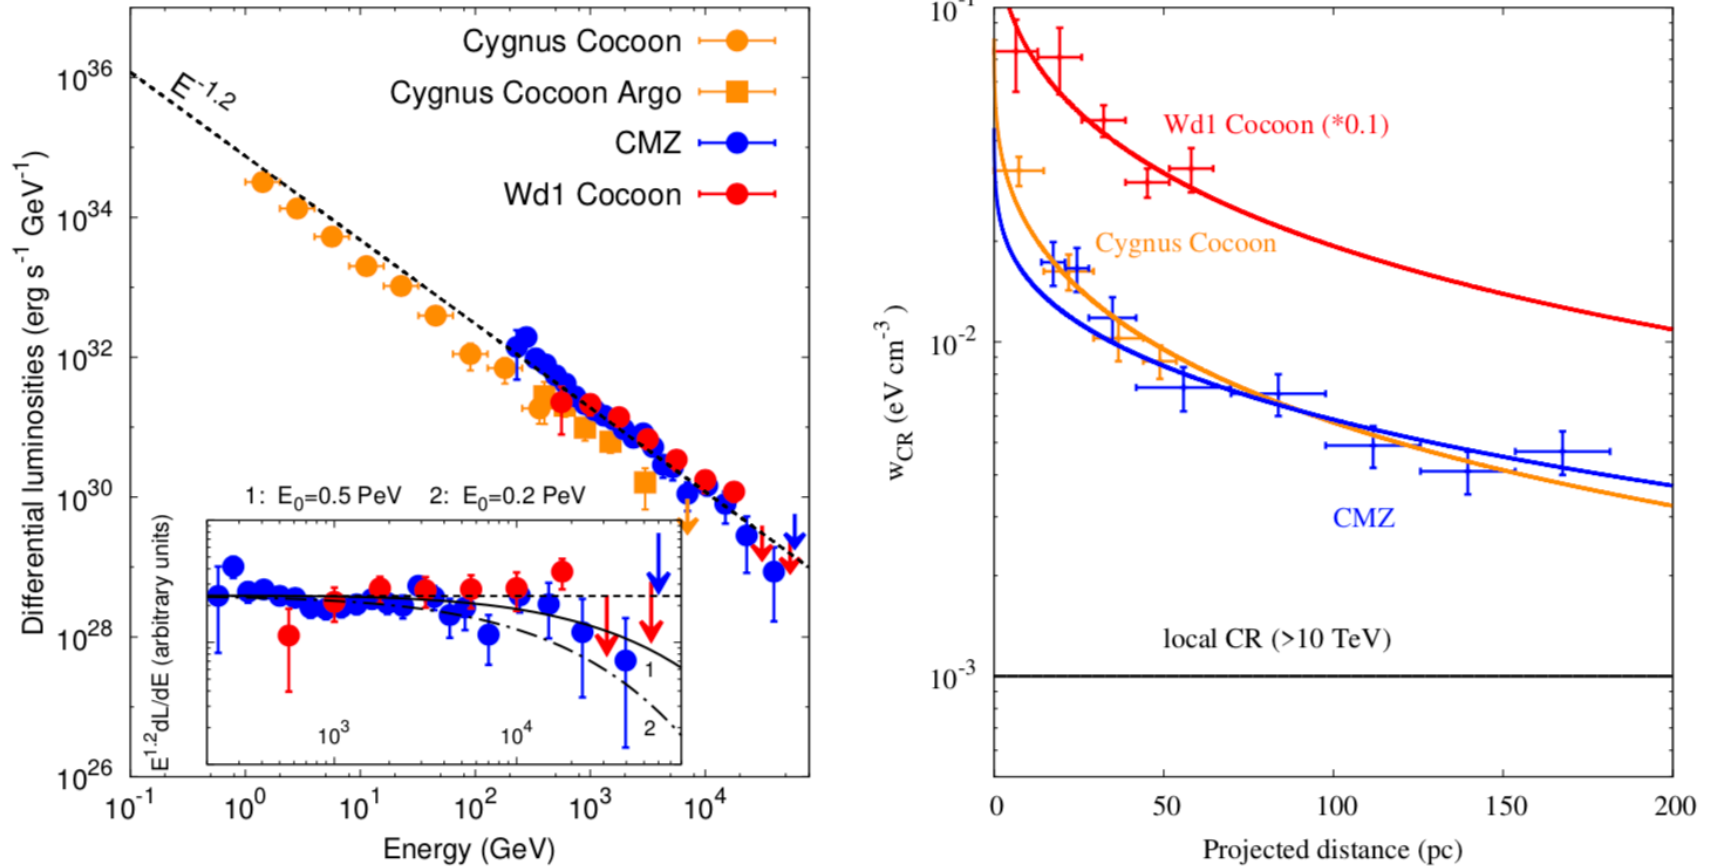 Cygnus Cocoon
Cygnus Cocoon Argo
CMZ
Wd1 Cocoon
E^-1.2
10^36
10^34
10^32
10^30
10^28
10^26
Differential luminosities (erg s^-1 GeV^-1)
1: E_0=0.5 PeV 2: E_0=0.2 PeV
E^1.2dL/dE (arbitrary units)
1
2
10^3 10^4
10^-1 10^0 10^1 10^2 10^3 10^4
Energy (GeV)
10^-1
10^-2
10^-3
w_CR (eV cm^-3)
Wd1 Cocoon (*0.1)
Cygnus Cocoon
CMZ
local CR (>10 TeV)
0 50 100 150 200
Projected distance (pc)